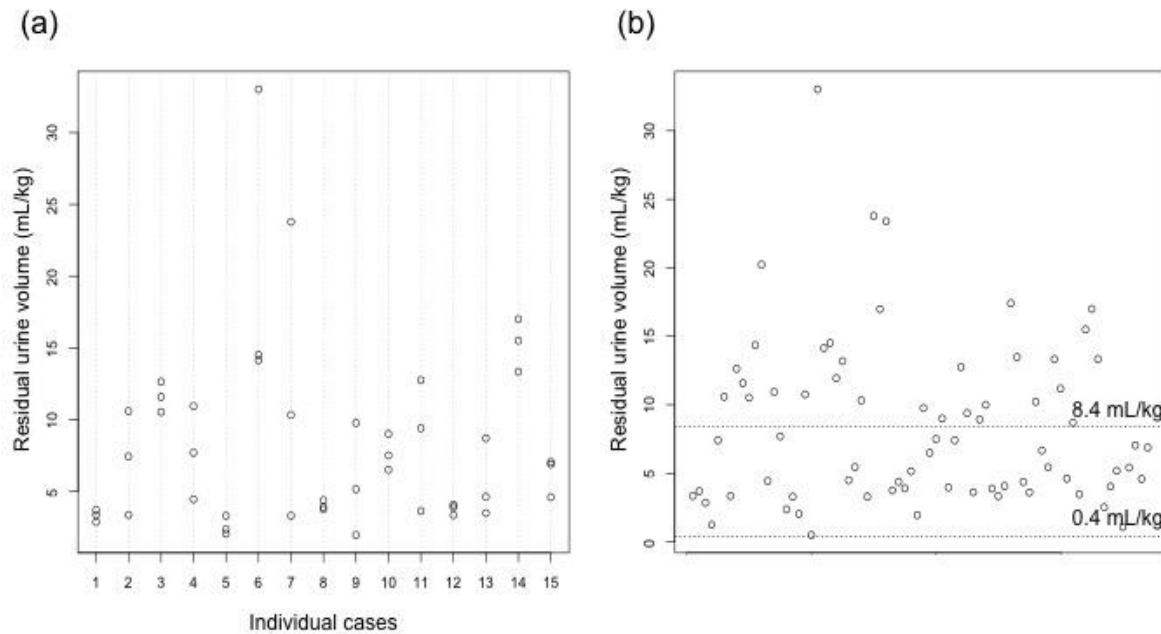 (a)
Residual urine volume (mL/kg)
30
25
20
15
10
5
1 2 3 4 5 6 7 8 9 10 11 12 13 14 15
Individual cases
(b)
Residual urine volume (mL/kg)
30
25
20
15
10
5
0
8.4 mL/kg
0.4 mL/kg